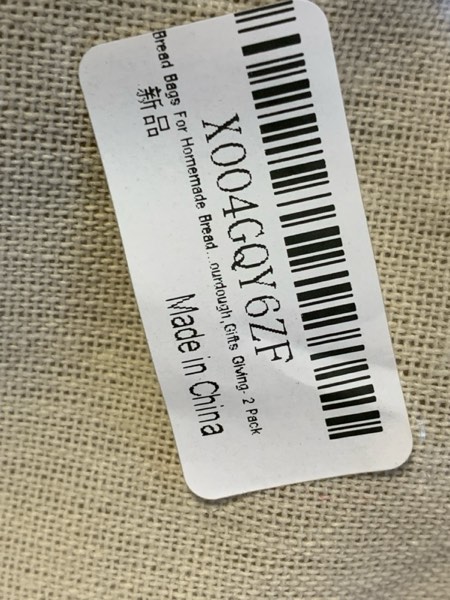 X004GQY6ZF
Bread Bags For Homemade Bread...ourdough,Gifts Giving- 2 Pack
新品
Made in China